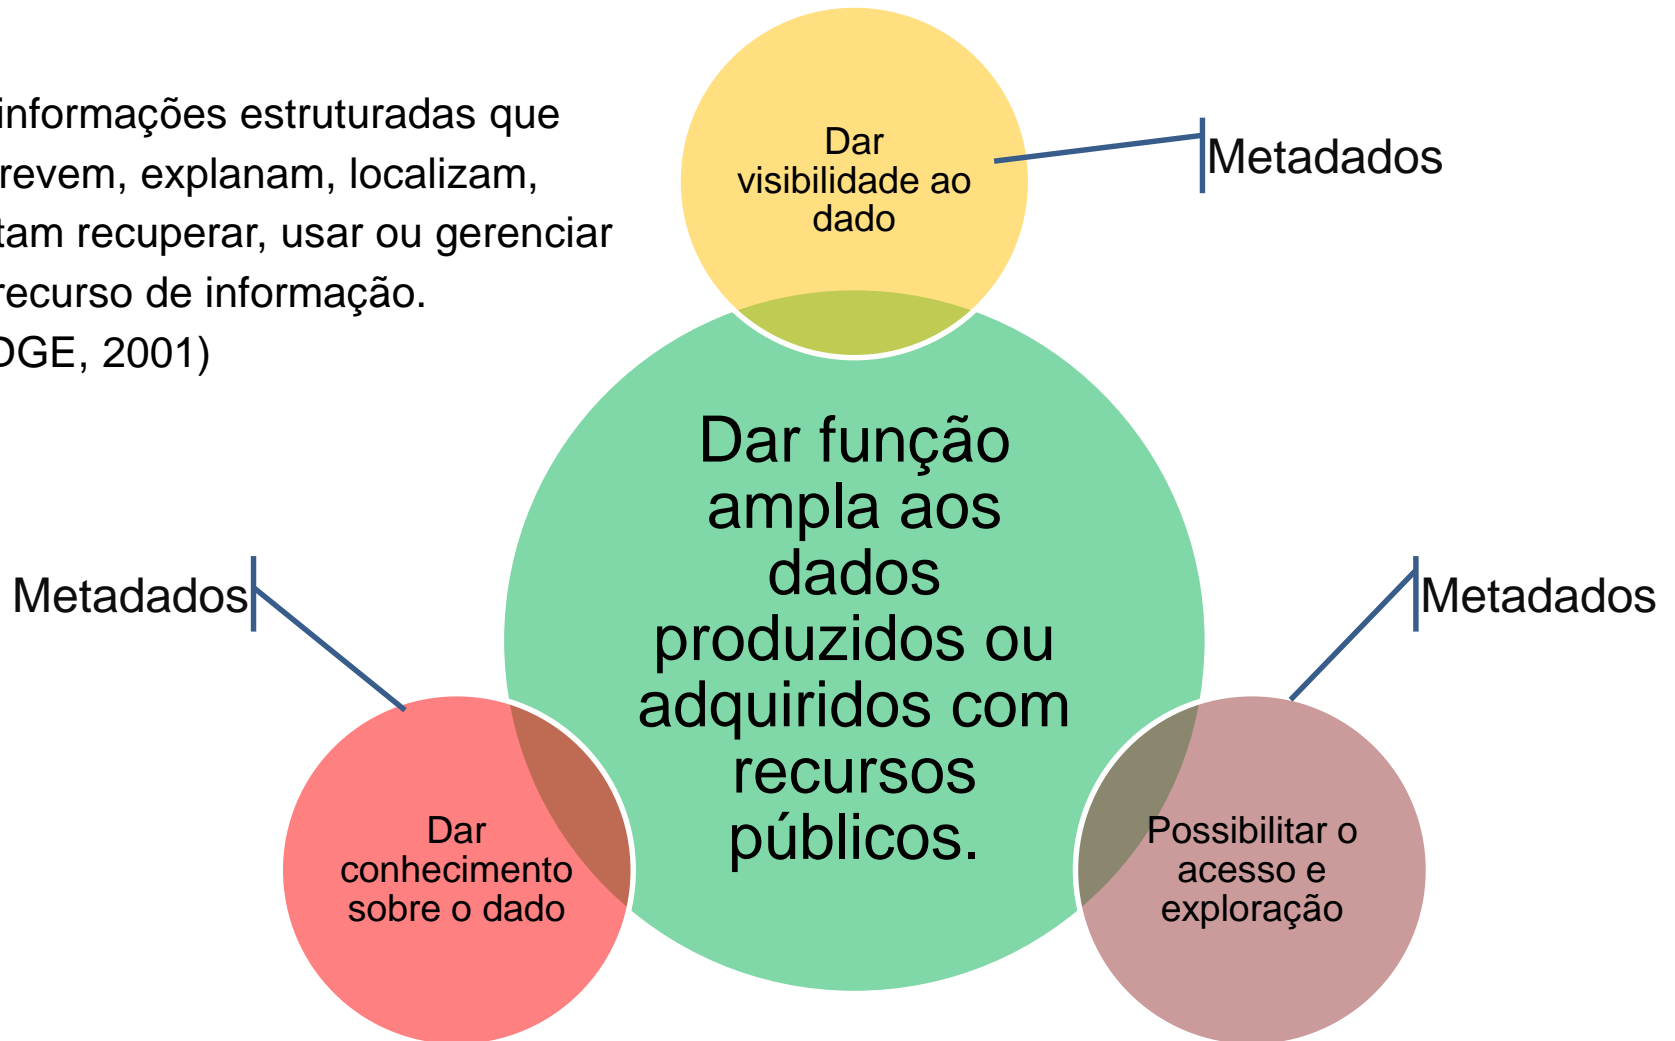 informações estruturadas que
revem, explanam, localizam,
tam recuperar, usar ou gerenciar
recurso de informação.
DGE, 2001)
Dar
visibilidade ao
dado
Metadados
Dar função
ampla aos
dados
produzidos ou
adquiridos com
recursos
públicos.
Metadados
Metadados
Dar
conhecimento
sobre o dado
Possibilitar o
acesso e
exploração